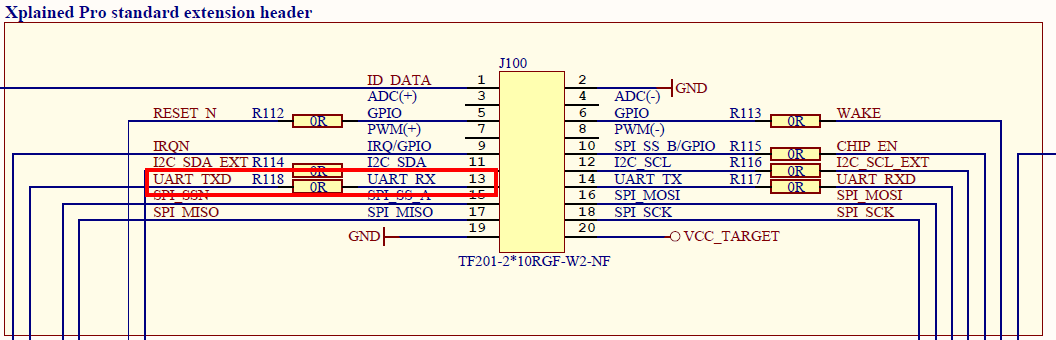 Xplained Pro standard extension header
J100
ID_DATA 1 2 GND
ADC(+) 3 4 ADC(-)
RESET_N R112 0R GPIO 5 6 GPIO R113 0R WAKE
PWM(+) 7 8 PWM(-)
IRQN IRQ/GPIO 9 10 SPI_SS_B/GPIO R115 0R CHIP_EN
I2C_SDA_EXT R114 0R I2C_SDA 11 12 I2C_SCL R116 0R I2C_SCL_EXT
UART_TXD R118 0R UART_RX 13 14 UART_TX R117 0R UART_RXD
SPI_SSN SPI_SS_A 15 16 SPI_MOSI SPI_MOSI
SPI_MISO SPI_MISO 17 18 SPI_SCK SPI_SCK
GND 19 20 VCC_TARGET
TF201-2*10RGF-W2-NF